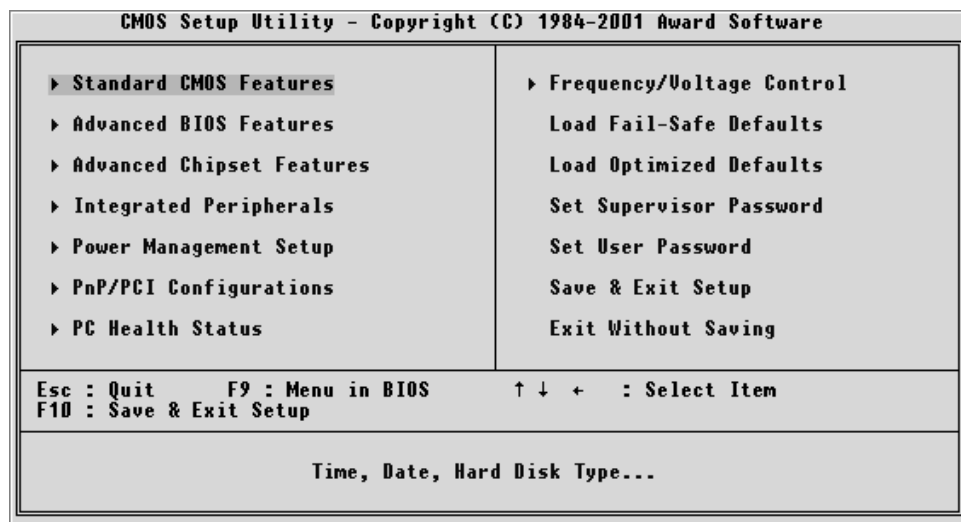 CMOS Setup Utility - Copyright (C) 1984-2001 Award Software
▸ Standard CMOS Features
▸ Advanced BIOS Features
▸ Advanced Chipset Features
▸ Integrated Peripherals
▸ Power Management Setup
▸ PnP/PCI Configurations
▸ PC Health Status
▸ Frequency/Voltage Control
Load Fail-Safe Defaults
Load Optimized Defaults
Set Supervisor Password
Set User Password
Save & Exit Setup
Exit Without Saving
Esc : Quit F9 : Menu in BIOS ↑ ↓ ← : Select Item
F10 : Save & Exit Setup
Time, Date, Hard Disk Type...